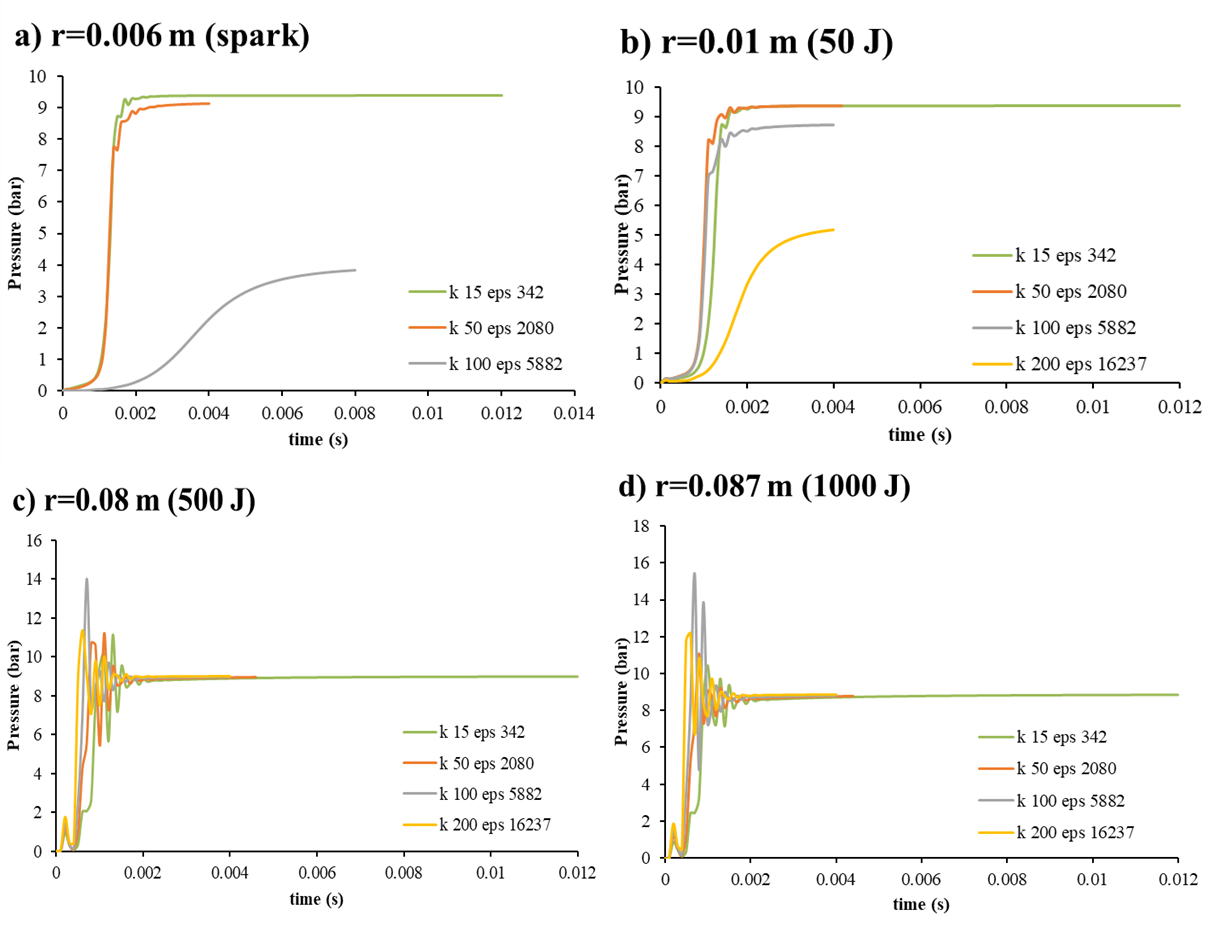 a) r=0.006 m (spark)
10
9
8
7
6
5
4
3
2
1
0
Pressure (bar)
k 15 eps 342
k 50 eps 2080
k 100 eps 5882
0 0.002 0.004 0.006 0.008 0.01 0.012 0.014
time (s)
b) r=0.01 m (50 J)
10
9
8
7
6
5
4
3
2
1
0
Pressure (bar)
k 15 eps 342
k 50 eps 2080
k 100 eps 5882
k 200 eps 16237
0 0.002 0.004 0.006 0.008 0.01 0.012
time (s)
c) r=0.08 m (500 J)
16
14
12
10
8
6
4
2
0
Pressure (bar)
k 15 eps 342
k 50 eps 2080
k 100 eps 5882
k 200 eps 16237
0 0.002 0.004 0.006 0.008 0.01 0.012
time (s)
d) r=0.087 m (1000 J)
18
16
14
12
10
8
6
4
2
0
Pressure (bar)
k 15 eps 342
k 50 eps 2080
k 100 eps 5882
k 200 eps 16237
0 0.002 0.004 0.006 0.008 0.01 0.012
time (s)